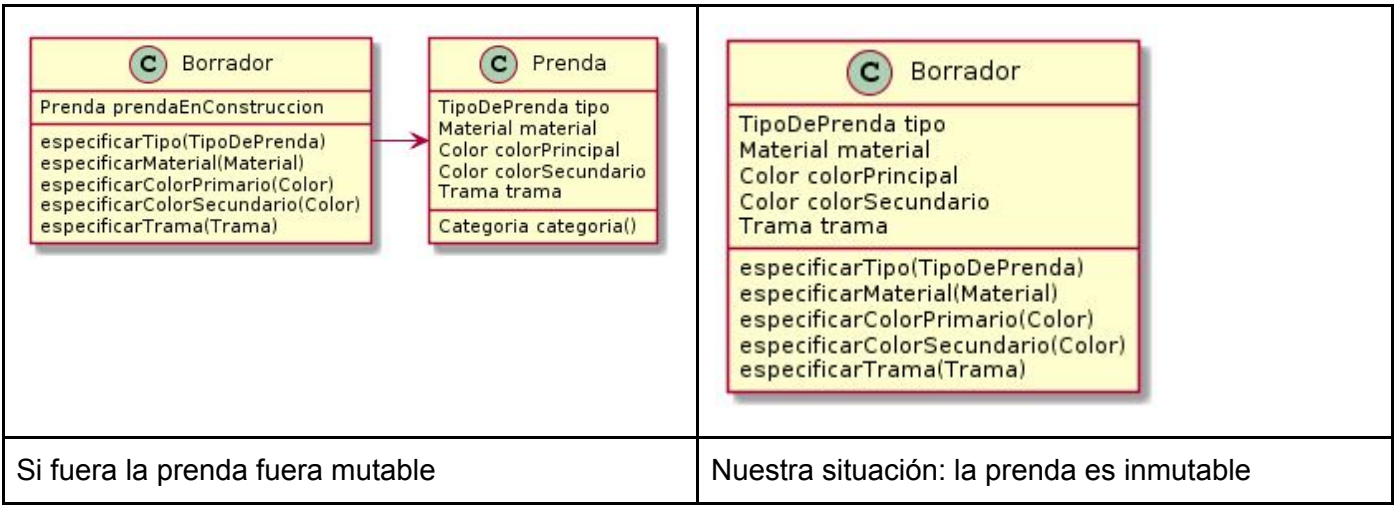 C Borrador
Prenda prendaEnConstruccion
especificarTipo(TipoDePrenda)
especificarMaterial(Material)
especificarColorPrimario(Color)
especificarColorSecundario(Color)
especificarTrama(Trama)
C Prenda
TipoDePrenda tipo
Material material
Color colorPrincipal
Color colorSecundario
Trama trama
Categoria categoria()
C Borrador
TipoDePrenda tipo
Material material
Color colorPrincipal
Color colorSecundario
Trama trama
especificarTipo(TipoDePrenda)
especificarMaterial(Material)
especificarColorPrimario(Color)
especificarColorSecundario(Color)
especificarTrama(Trama)
Si fuera la prenda fuera mutable
Nuestra situación: la prenda es inmutable